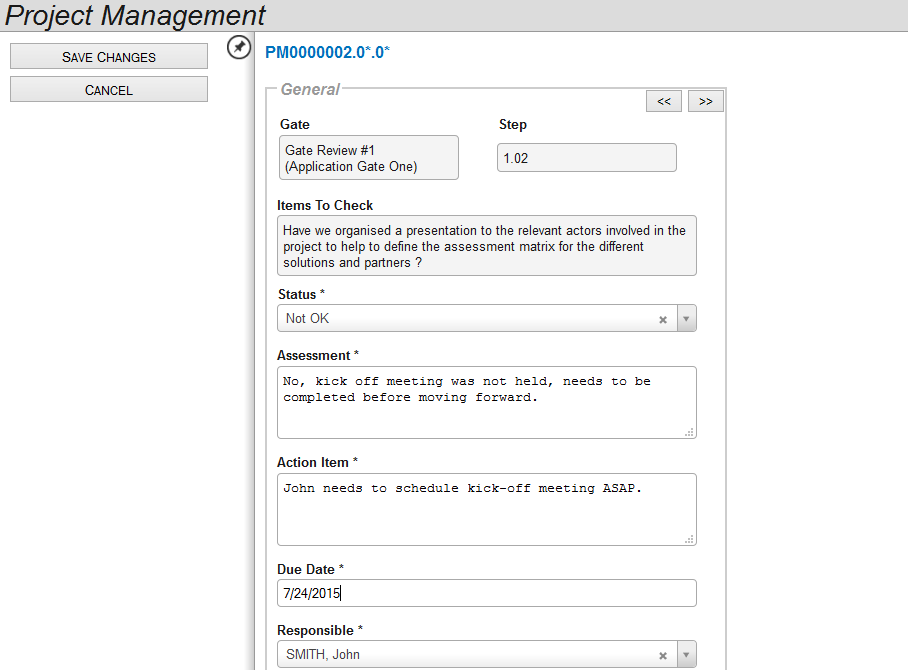 Project Management
SAVE CHANGES
CANCEL
PM0000002.0*.0*
General
<< >>
Gate
Step
Gate Review #1
(Application Gate One)
1.02
Items To Check
Have we organised a presentation to the relevant actors involved in the
project to help to define the assessment matrix for the different
solutions and partners ?
Status *
Not OK
Assessment *
No, kick off meeting was not held, needs to be
completed before moving forward.
Action Item *
John needs to schedule kick-off meeting ASAP.
Due Date *
7/24/2015
Responsible *
SMITH, John